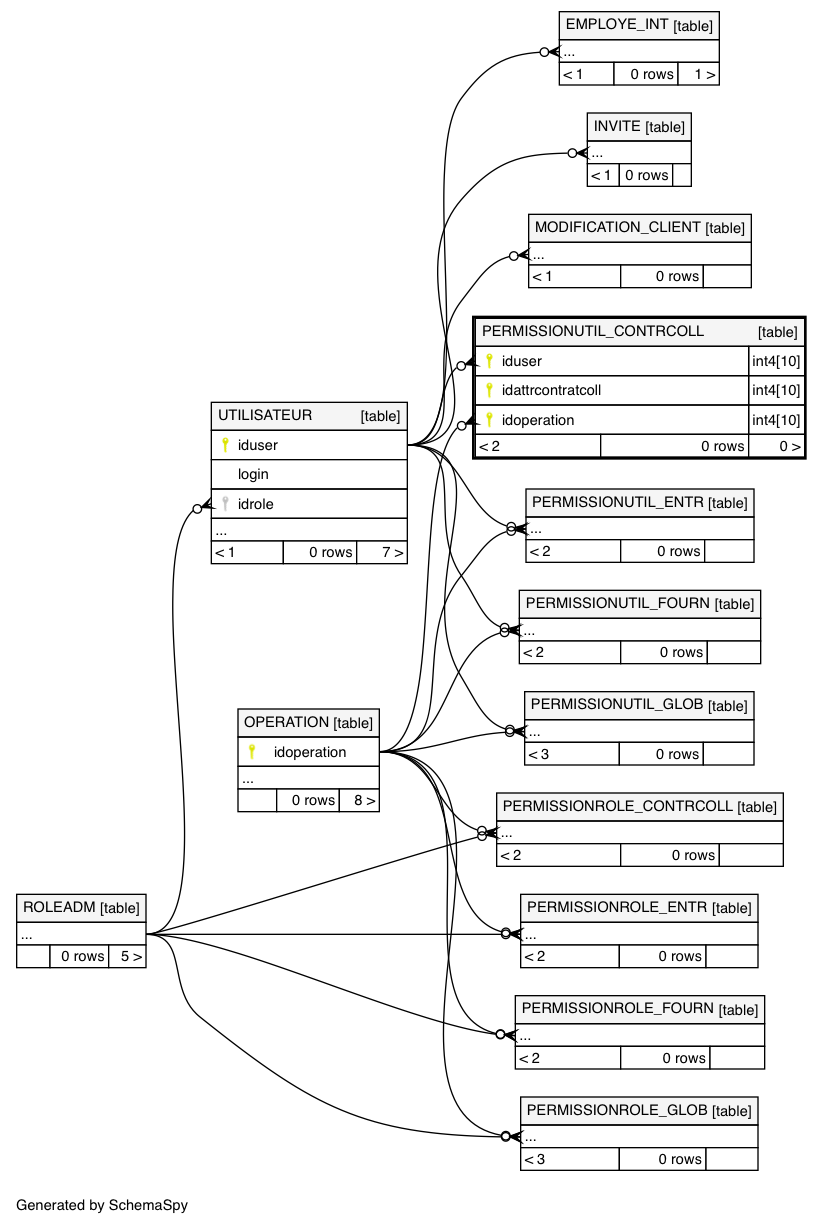 EMPLOYE_INT [table]
...
< 1 0 rows 1 >
INVITE [table]
...
< 1 0 rows
MODIFICATION_CLIENT [table]
...
< 1 0 rows
PERMISSIONUTIL_CONTRCOLL [table]
iduser int4[10]
idattrcontratcoll int4[10]
idoperation int4[10]
< 2 0 rows 0 >
UTILISATEUR [table]
iduser
login
idrole
...
< 1 0 rows 7 >
PERMISSIONUTIL_ENTR [table]
...
< 2 0 rows
PERMISSIONUTIL_FOURN [table]
...
< 2 0 rows
PERMISSIONUTIL_GLOB [table]
...
< 3 0 rows
OPERATION [table]
idoperation
...
0 rows 8 >
PERMISSIONROLE_CONTRCOLL [table]
...
< 2 0 rows
ROLEADM [table]
...
0 rows 5 >
PERMISSIONROLE_ENTR [table]
...
< 2 0 rows
PERMISSIONROLE_FOURN [table]
...
< 2 0 rows
PERMISSIONROLE_GLOB [table]
...
< 3 0 rows
Generated by SchemaSpy